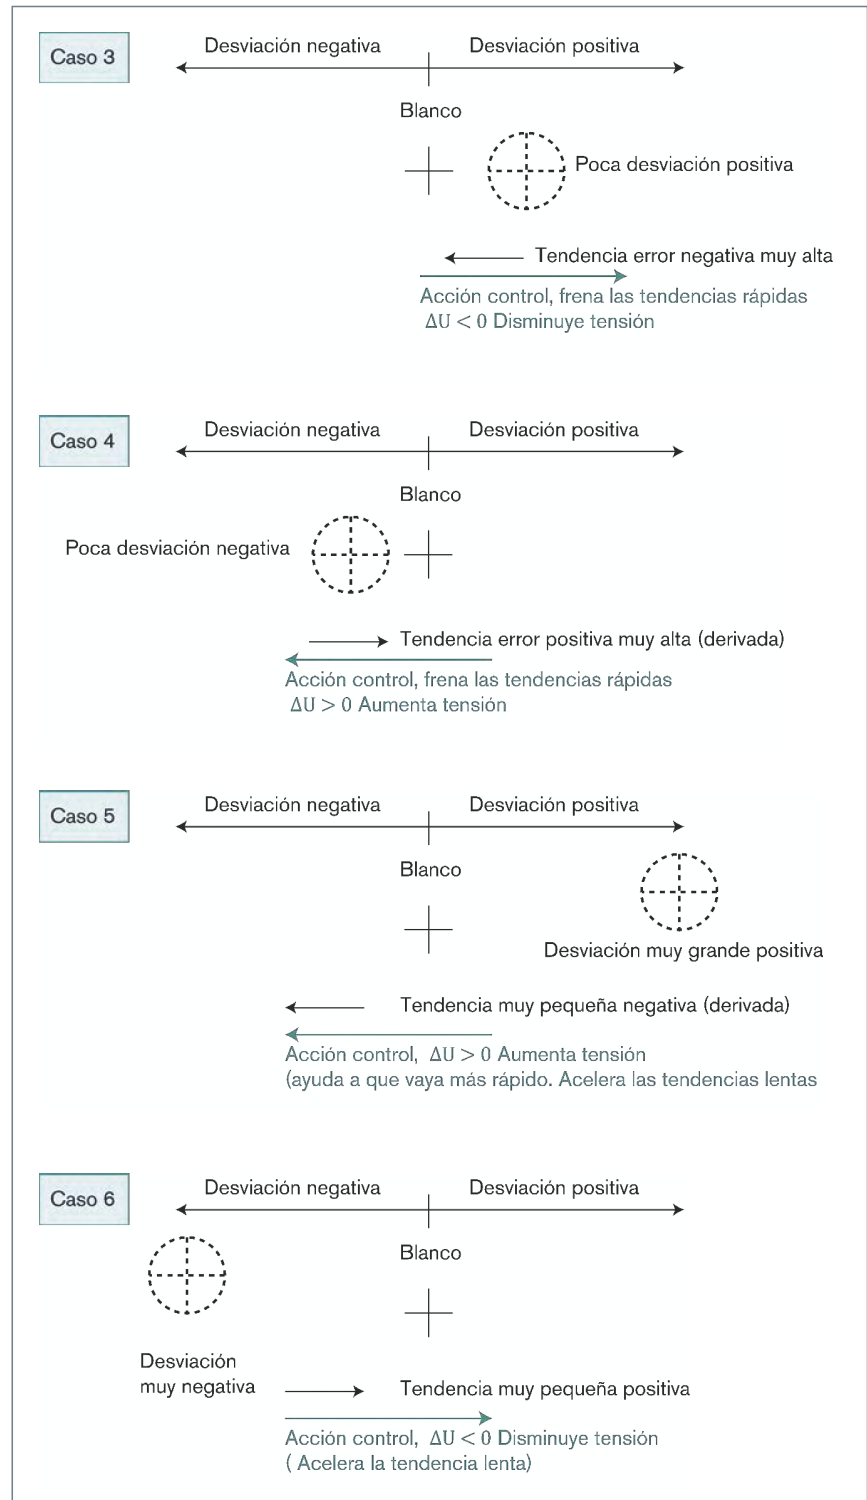 Caso 3
Desviación negativa
Desviación positiva
Blanco
Poca desviación positiva
Tendencia error negativa muy alta
Acción control, frena las tendencias rápidas
ΔU < 0 Disminuye tensión
Caso 4
Desviación negativa
Desviación positiva
Blanco
Poca desviación negativa
Tendencia error positiva muy alta (derivada)
Acción control, frena las tendencias rápidas
ΔU > 0 Aumenta tensión
Caso 5
Desviación negativa
Desviación positiva
Blanco
Desviación muy grande positiva
Tendencia muy pequeña negativa (derivada)
Acción control, ΔU > 0 Aumenta tensión
(ayuda a que vaya más rápido. Acelera las tendencias lentas
Caso 6
Desviación negativa
Desviación positiva
Blanco
Desviación
muy negativa
Tendencia muy pequeña positiva
Acción control, ΔU < 0 Disminuye tensión
( Acelera la tendencia lenta)